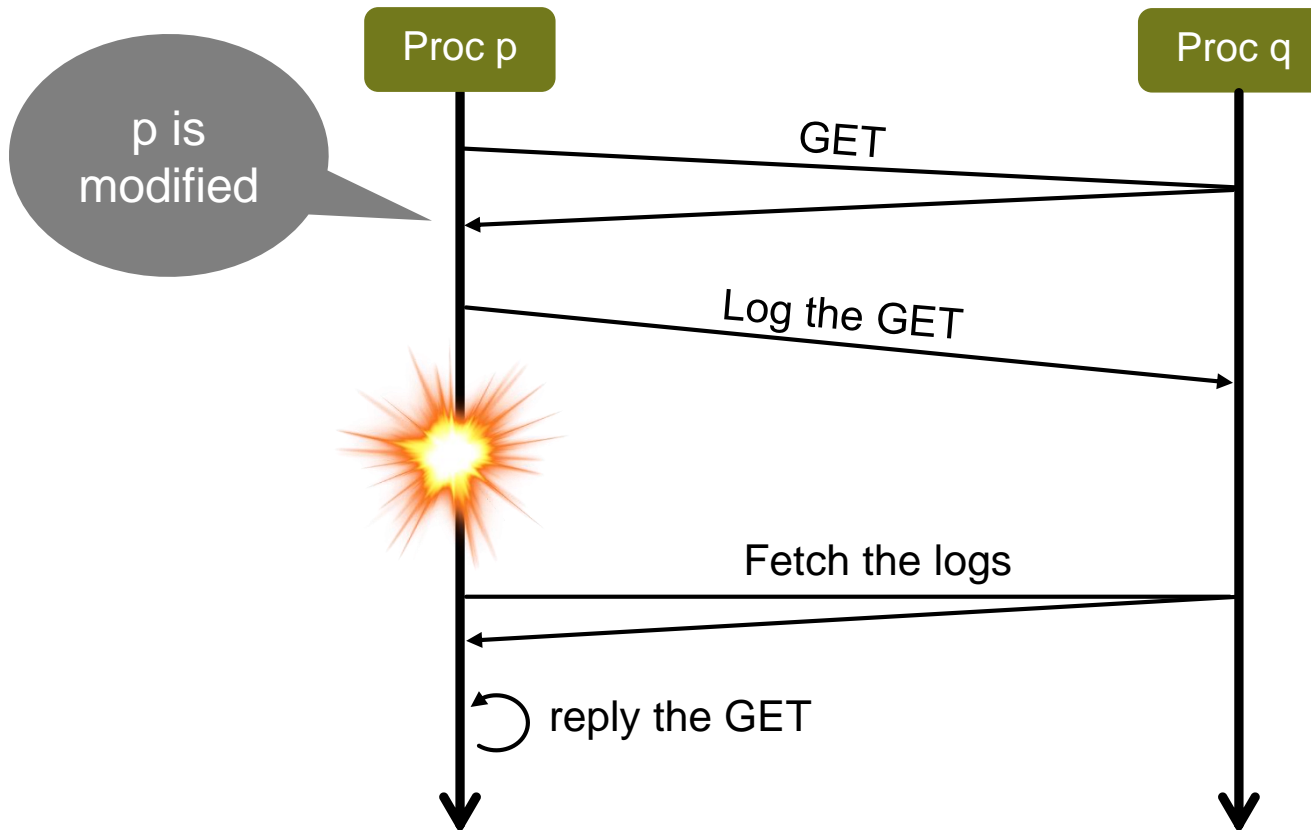 Proc p
Proc q
p is
modified
GET
Log the GET
Fetch the logs
reply the GET